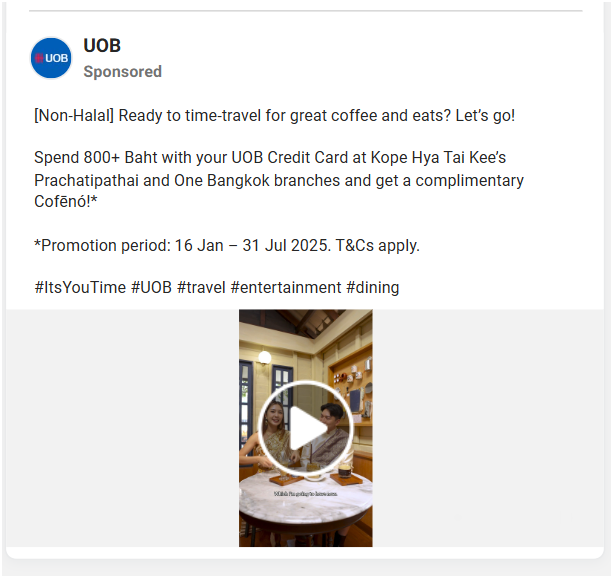 UOB
UOB
Sponsored
[Non-Halal] Ready to time-travel for great coffee and eats? Let’s go!
Spend 800+ Baht with your UOB Credit Card at Kope Hya Tai Kee’s
Prachatipathai and One Bangkok branches and get a complimentary
Cofēnó!*
*Promotion period: 16 Jan – 31 Jul 2025. T&Cs apply.
#ItsYouTime #UOB #travel #entertainment #dining
I'm going to